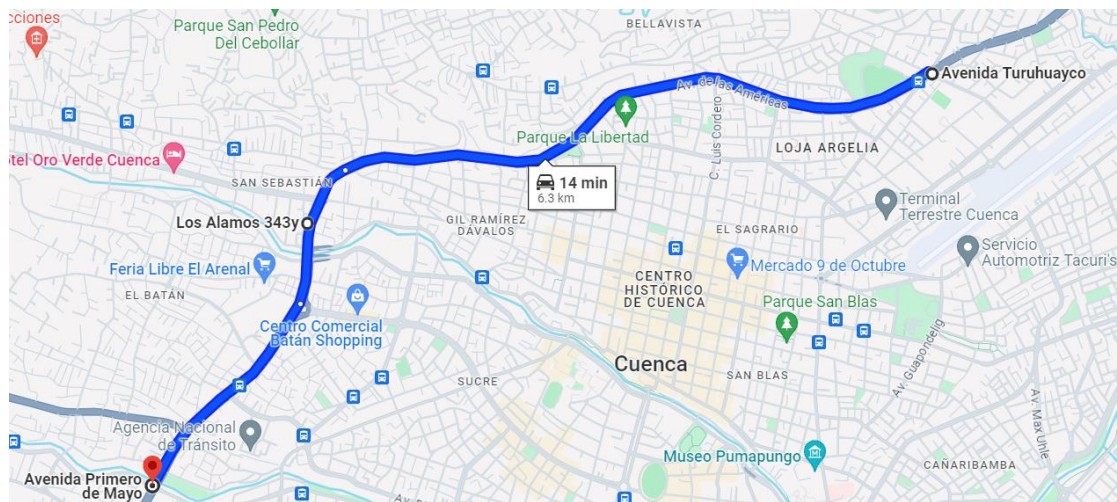 cciones
Parque San Pedro
Del Cebollar
BELLAVISTA
Avenida Turuhuayco
Av. de las Américas
Parque La Libertad
C. Luis Cordero
LOJA ARGELIA
otel Oro Verde Cuenca
SAN SEBASTIÁN
14 min
6.3 km
Terminal
Terrestre Cuenca
Los Alamos 343y
GIL RAMÍREZ
DÁVALOS
EL SAGRARIO
Servicio
Automotriz Tacuri's
Feria Libre El Arenal
Mercado 9 de Octubre
EL BATÁN
CENTRO
HISTÓRICO
DE CUENCA
Parque San Blas
Centro Comercial
Batán Shopping
Av. Guapondelig
Cuenca
SUCRE
SAN BLAS
Av. Max Uhle
Agencia Nacional
de Tránsito
Museo Pumapungo
CAÑARIBAMBA
Avenida Primero
de Mayo